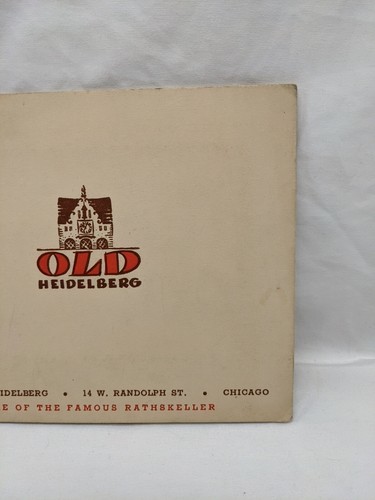 OLD
HEIDELBERG
IDELBERG • 14 W. RANDOLPH ST. • CHICAGO
E OF THE FAMOUS RATHSKELLER